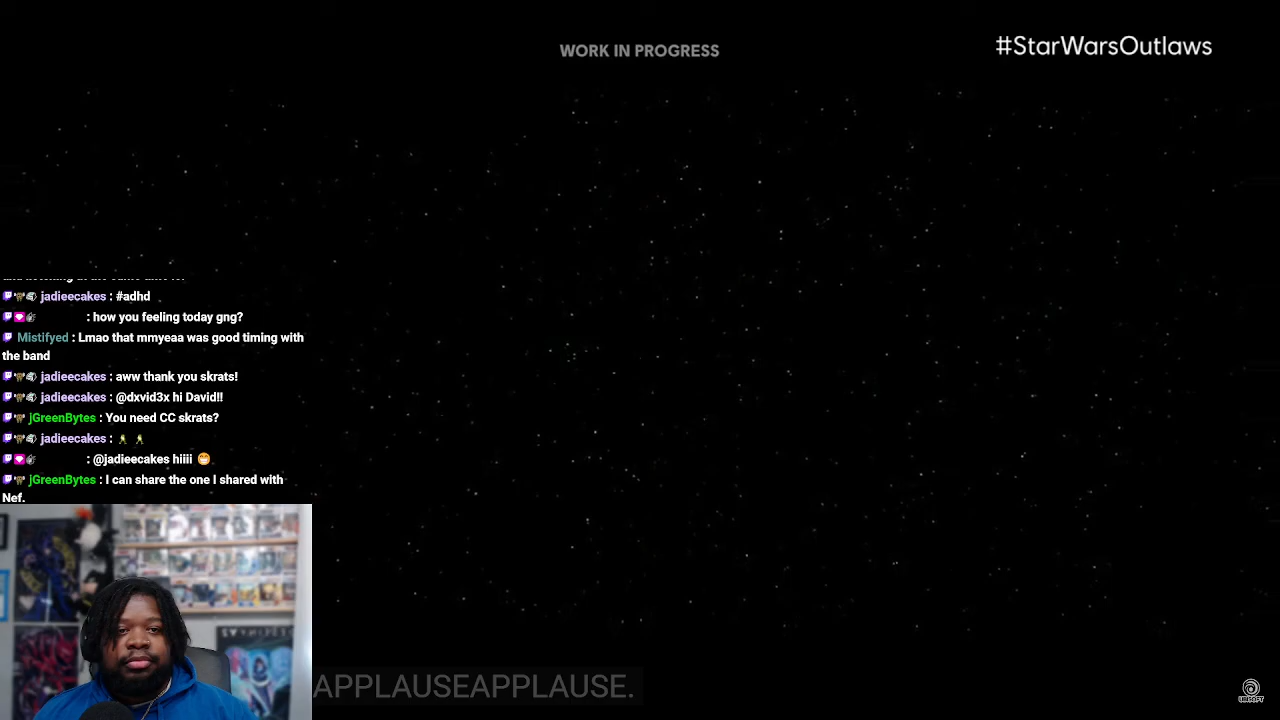 WORK IN PROGRESS
#StarWarsOutlaws
jadieecakes : #adhd
: how you feeling today gng?
Mistifyed : Lmao that mmyeaa was good timing with
the band
jadieecakes : aww thank you skrats!
jadieecakes : @dxvid3x hi David!!
jGreenBytes : You need CC skrats?
jadieecakes :
: @jadieecakes hiiii 😁
jGreenBytes : I can share the one I shared with
Nef.
APPLAUSEAPPLAUSE.
UBISOFT